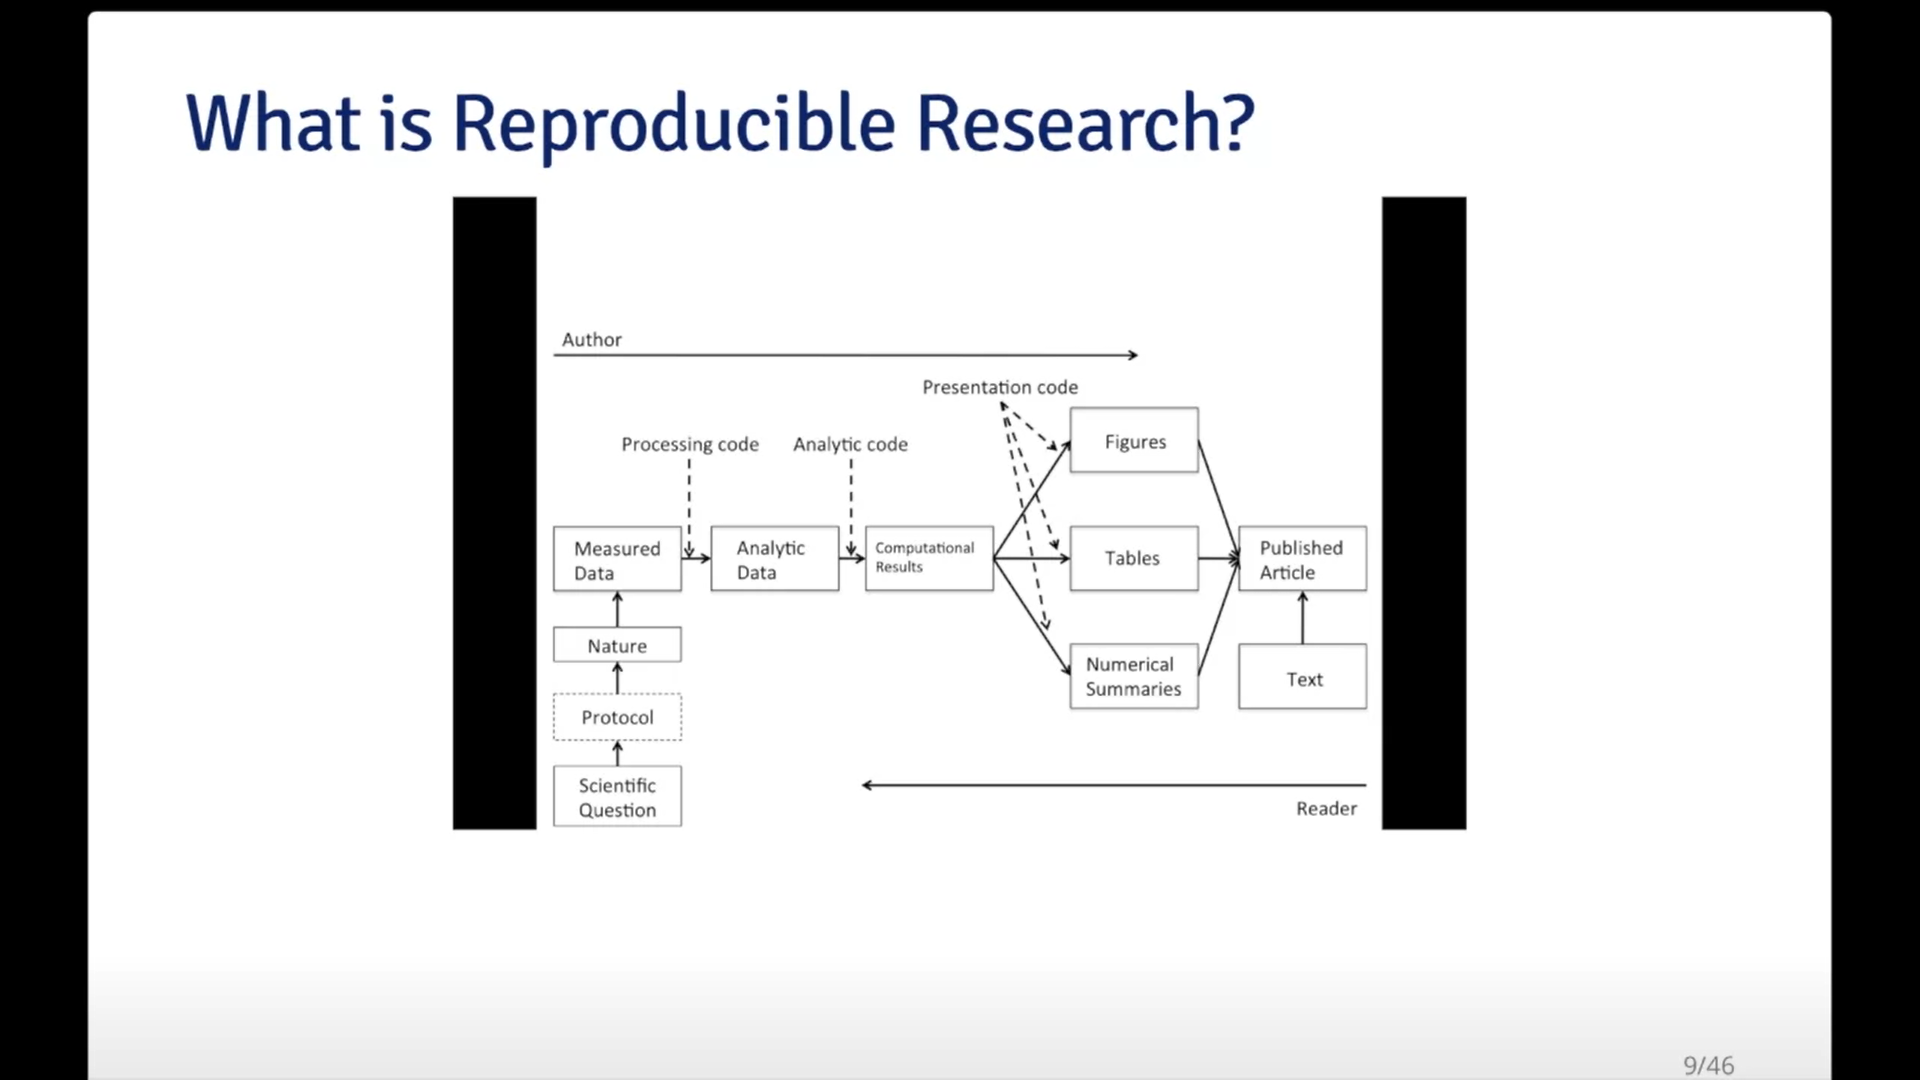 What is Reproducible Research?
Author
Presentation code
Processing code
Analytic code
Figures
Measured
Data
Analytic
Data
Computational
Results
Tables
Published
Article
Nature
Numerical
Summaries
Text
Protocol
Scientific
Question
Reader
9/46